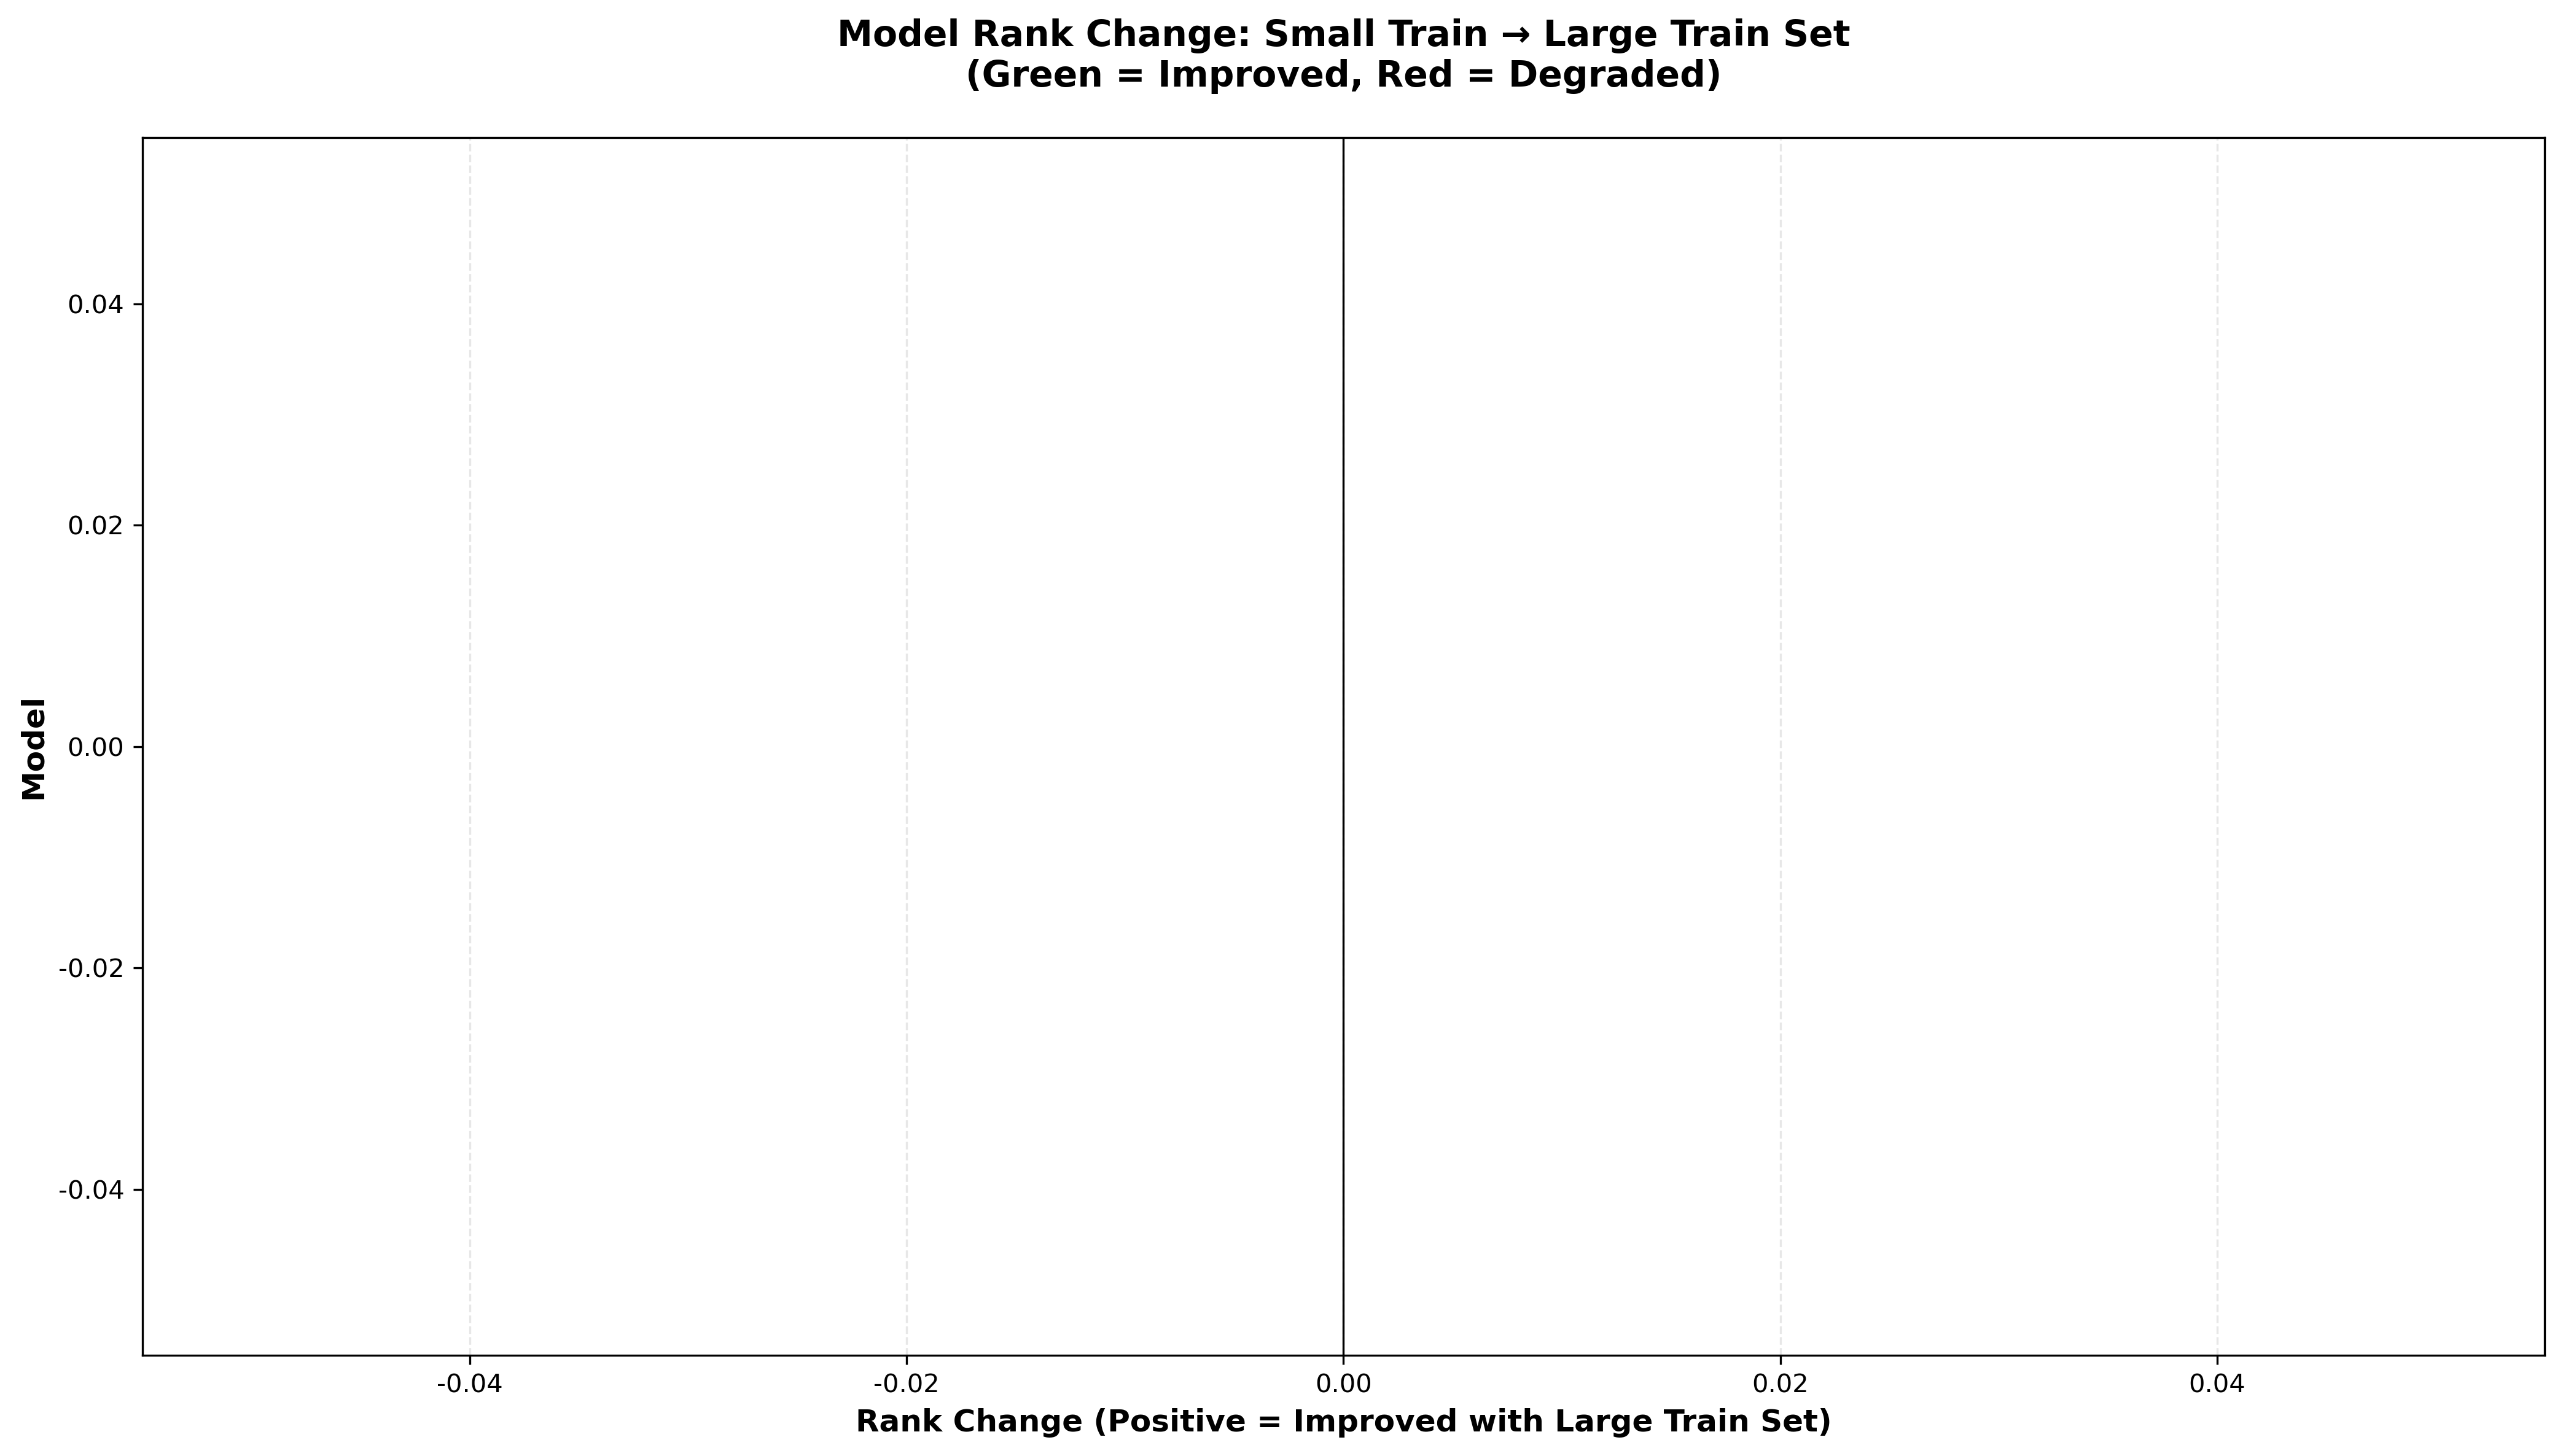 Model Rank Change: Small Train → Large Train Set
(Green = Improved, Red = Degraded)
Model
0.04
0.02
0.00
-0.02
-0.04
-0.04
-0.02
0.00
0.02
0.04
Rank Change (Positive = Improved with Large Train Set)